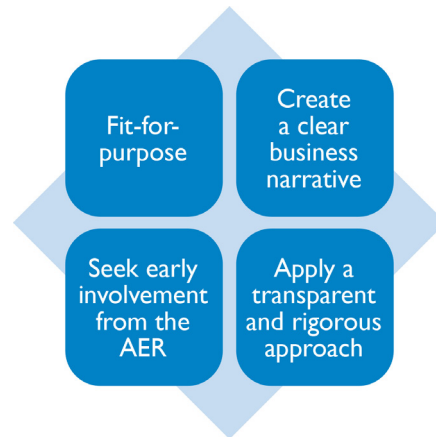 Fit-for-
purpose
Create
a clear
business
narrative
Seek early
involvement
from the
AER
Apply a
transparent
and rigorous
approach